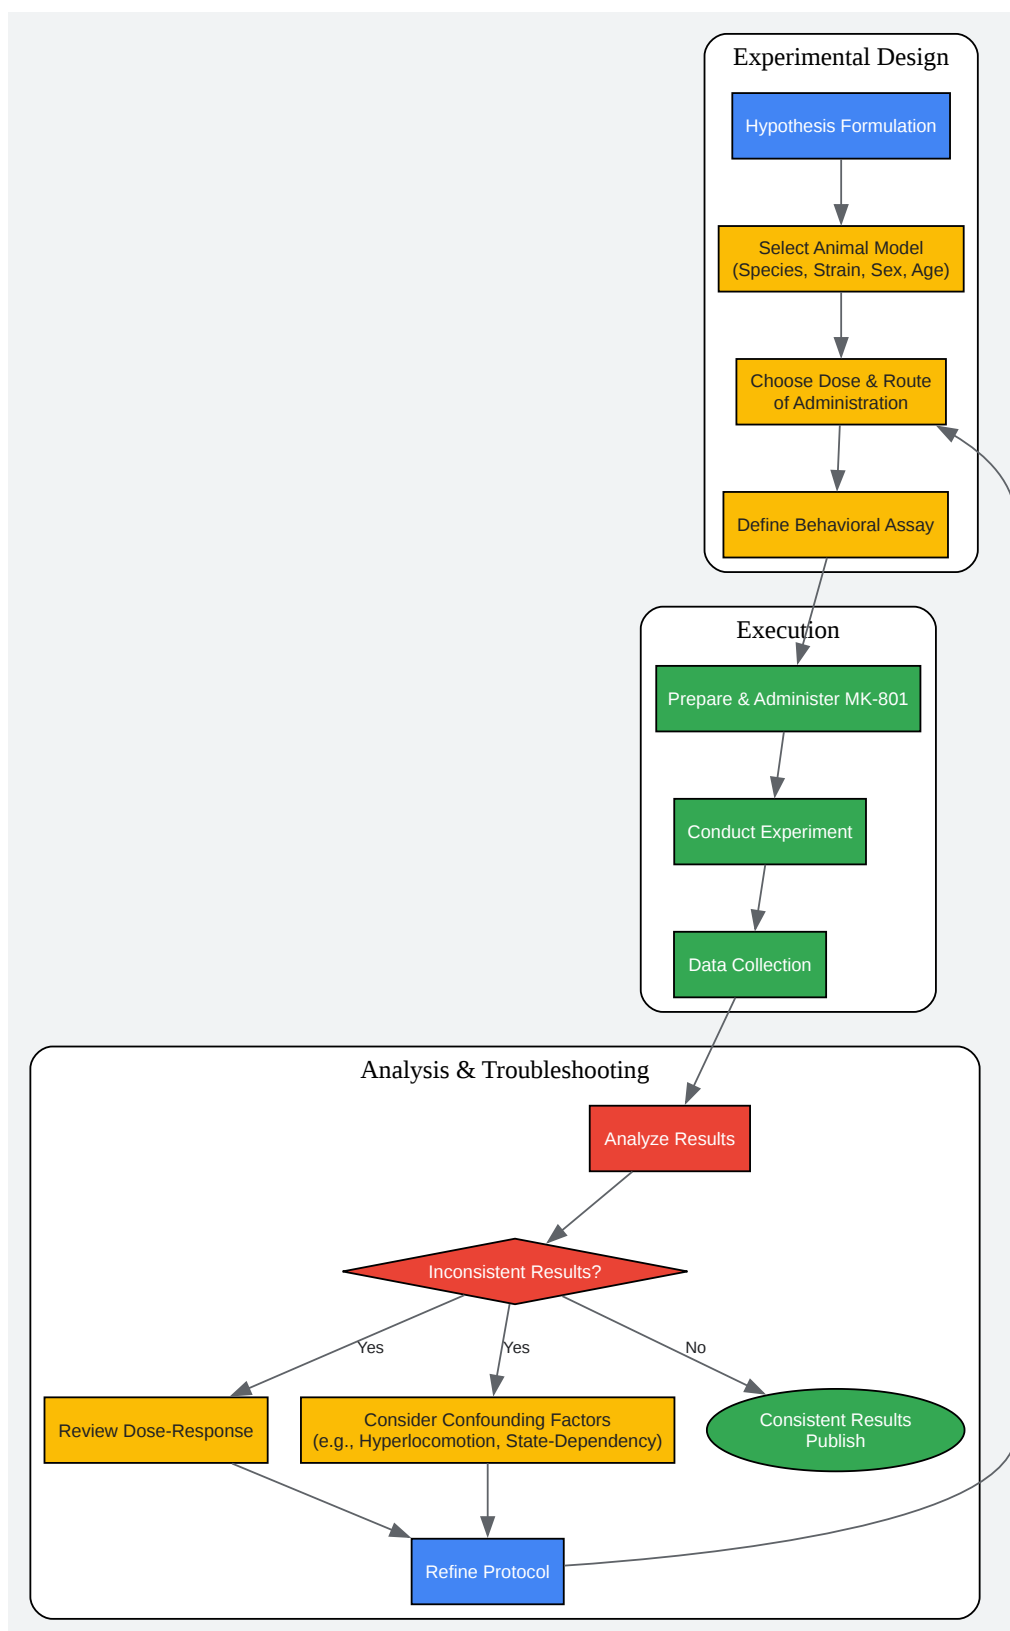 Experimental Design
Hypothesis Formulation
Select Animal Model
(Species, Strain, Sex, Age)
Choose Dose & Route
of Administration
Define Behavioral Assay
Execution
Prepare & Administer MK-801
Conduct Experiment
Data Collection
Analysis & Troubleshooting
Analyze Results
Inconsistent Results?
Yes
Yes
No
Review Dose-Response
Consider Confounding Factors
(e.g., Hyperlocomotion, State-Dependency)
Consistent Results
Publish
Refine Protocol